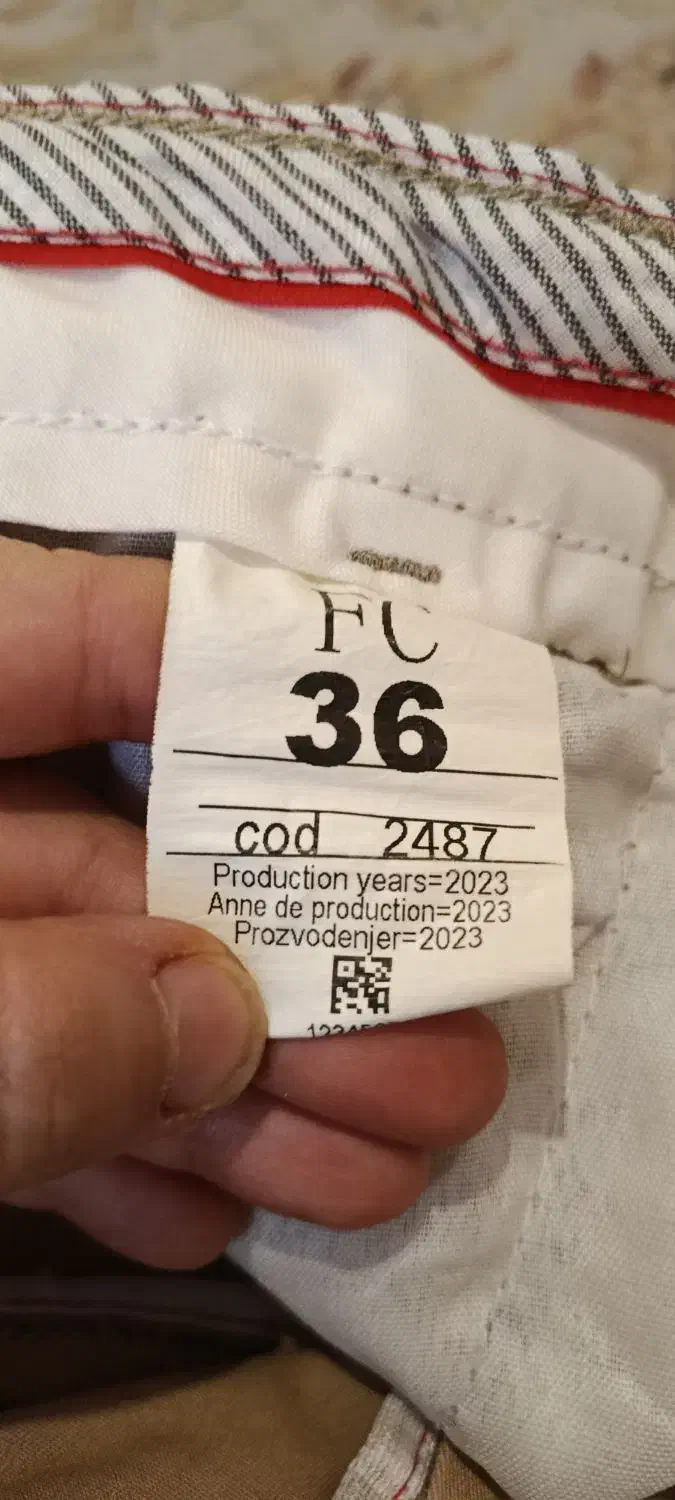 FC
36
cod 2487
Production years=2023
Anne de production=2023
Prozvodenjer=2023